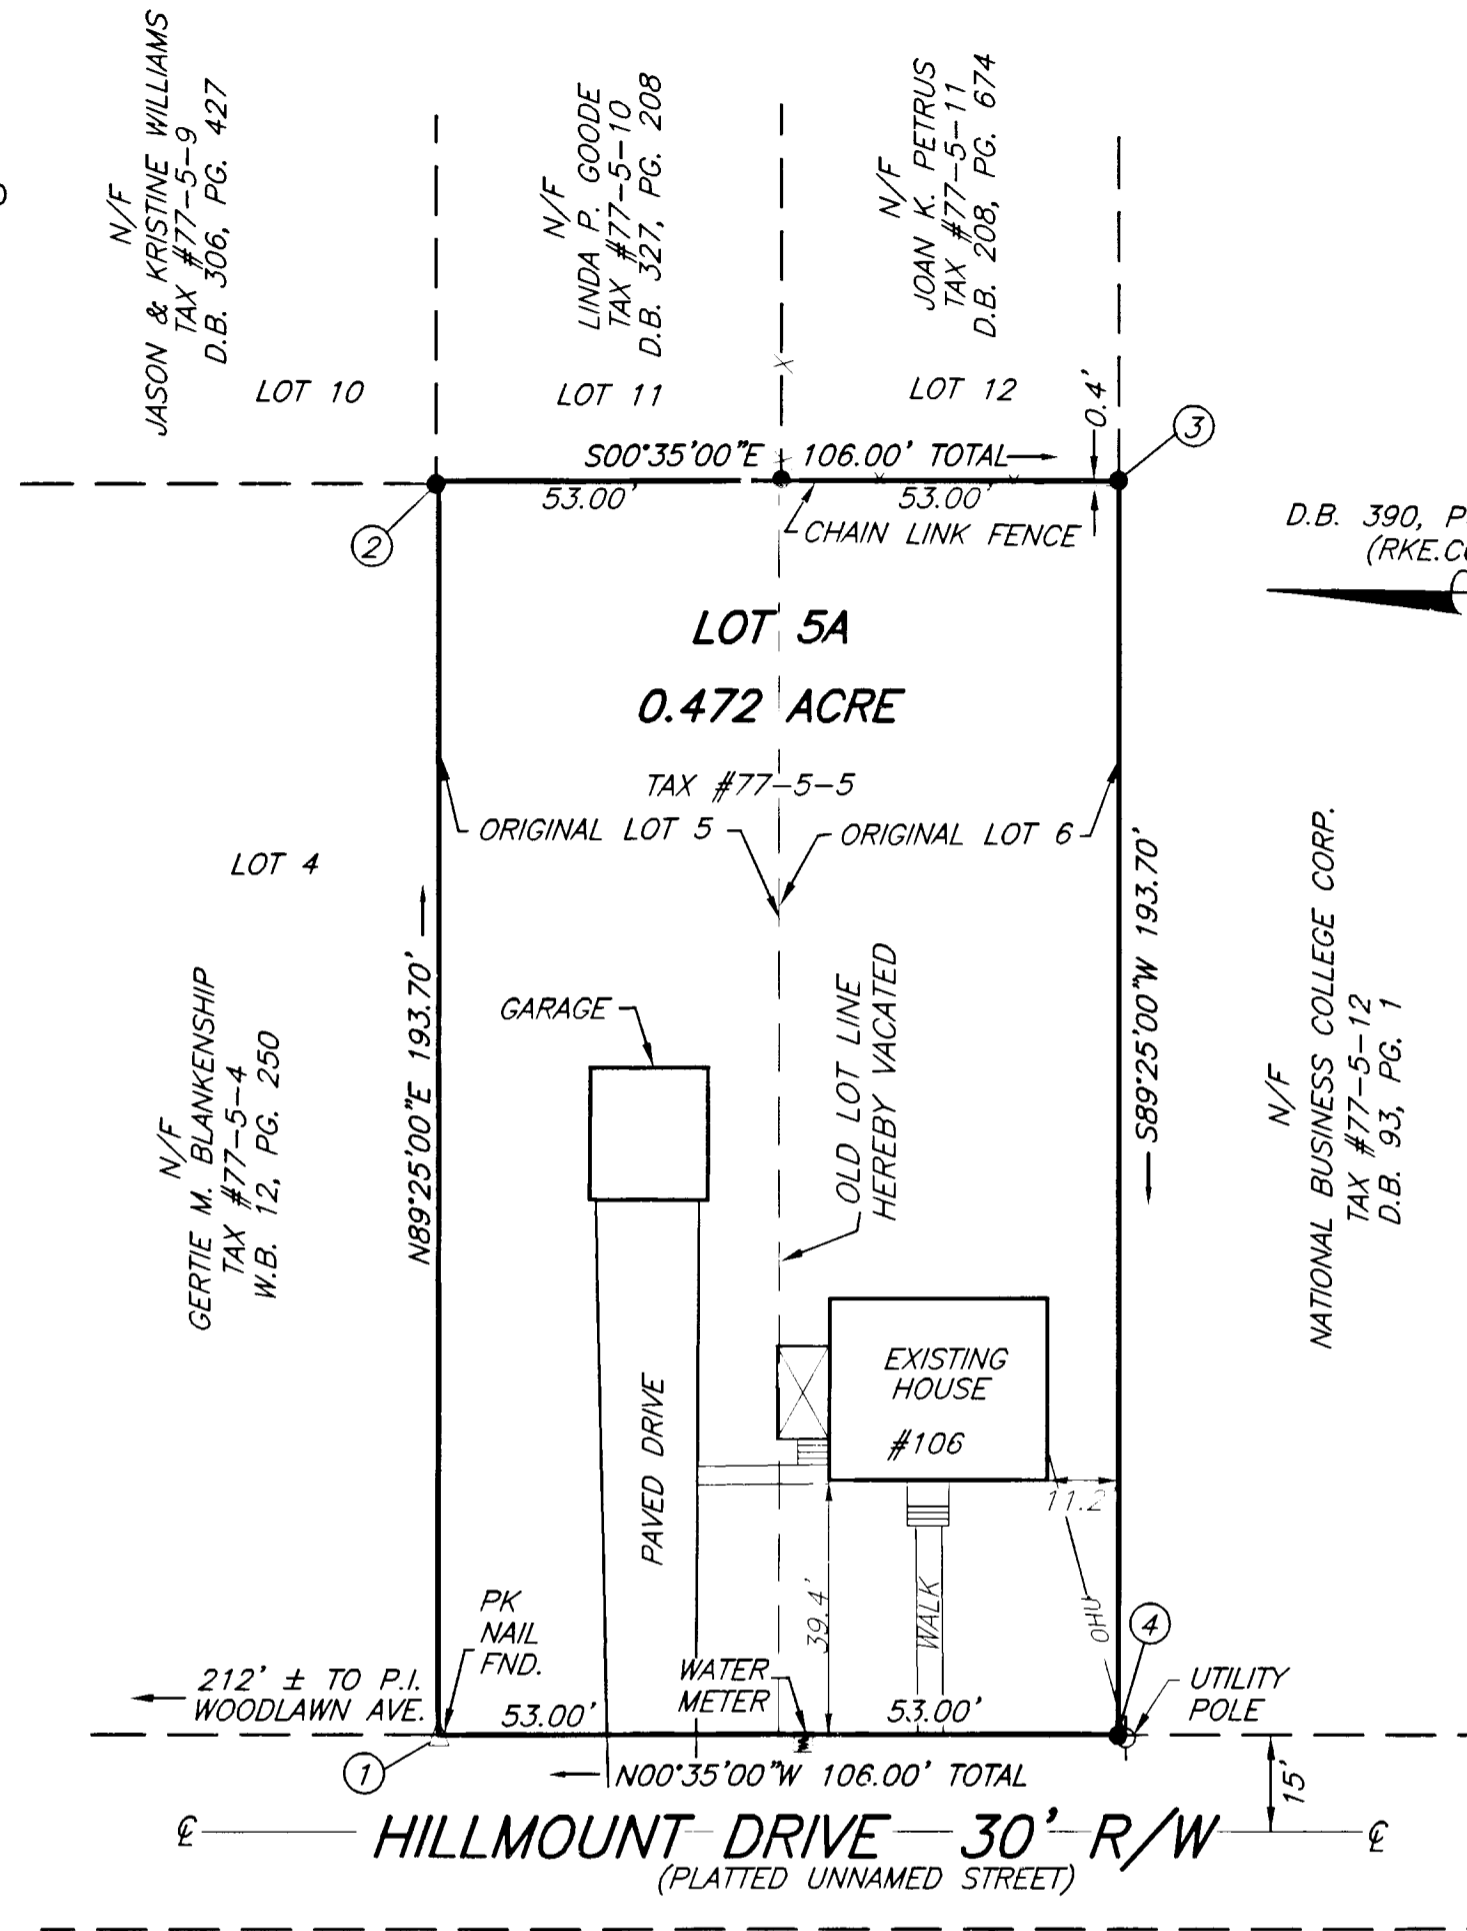 N/F
JASON & KRISTINE WILLIAMS
TAX #77-5-9
D.B. 306, PG. 427
N/F
LINDA P. GOODE
TAX #77-5-10
D.B. 327, PG. 208
N/F
JOAN K. PETRUS
TAX #77-5-11
D.B. 208, PG. 674
LOT 10
LOT 11
LOT 12
0.4'
3
S00°35'00"E 106.00' TOTAL
53.00'
53.00'
2
CHAIN LINK FENCE
D.B. 390, P
(RKE.C
LOT 5A
0.472 ACRE
TAX #77-5-5
ORIGINAL LOT 5
ORIGINAL LOT 6
LOT 4
N89°25'00"E 193.70'
S89°25'00"W 193.70'
N/F
GERTIE M. BLANKENSHIP
TAX #77-5-4
W.B. 12, PG. 250
N/F
NATIONAL BUSINESS COLLEGE CORP.
TAX #77-5-12
D.B. 93, PG. 1
GARAGE
OLD LOT LINE
HEREBY VACATED
EXISTING
HOUSE
#106
PAVED DRIVE
11.2
39.4'
WALK
OHU
4
PK
NAIL
FND.
WATER
METER
UTILITY
POLE
212' ± TO P.I.
WOODLAWN AVE.
53.00'
53.00'
1
N00°35'00"W 106.00' TOTAL
15'
℄ HILLMOUNT DRIVE 30' R/W ℄
(PLATTED UNNAMED STREET)